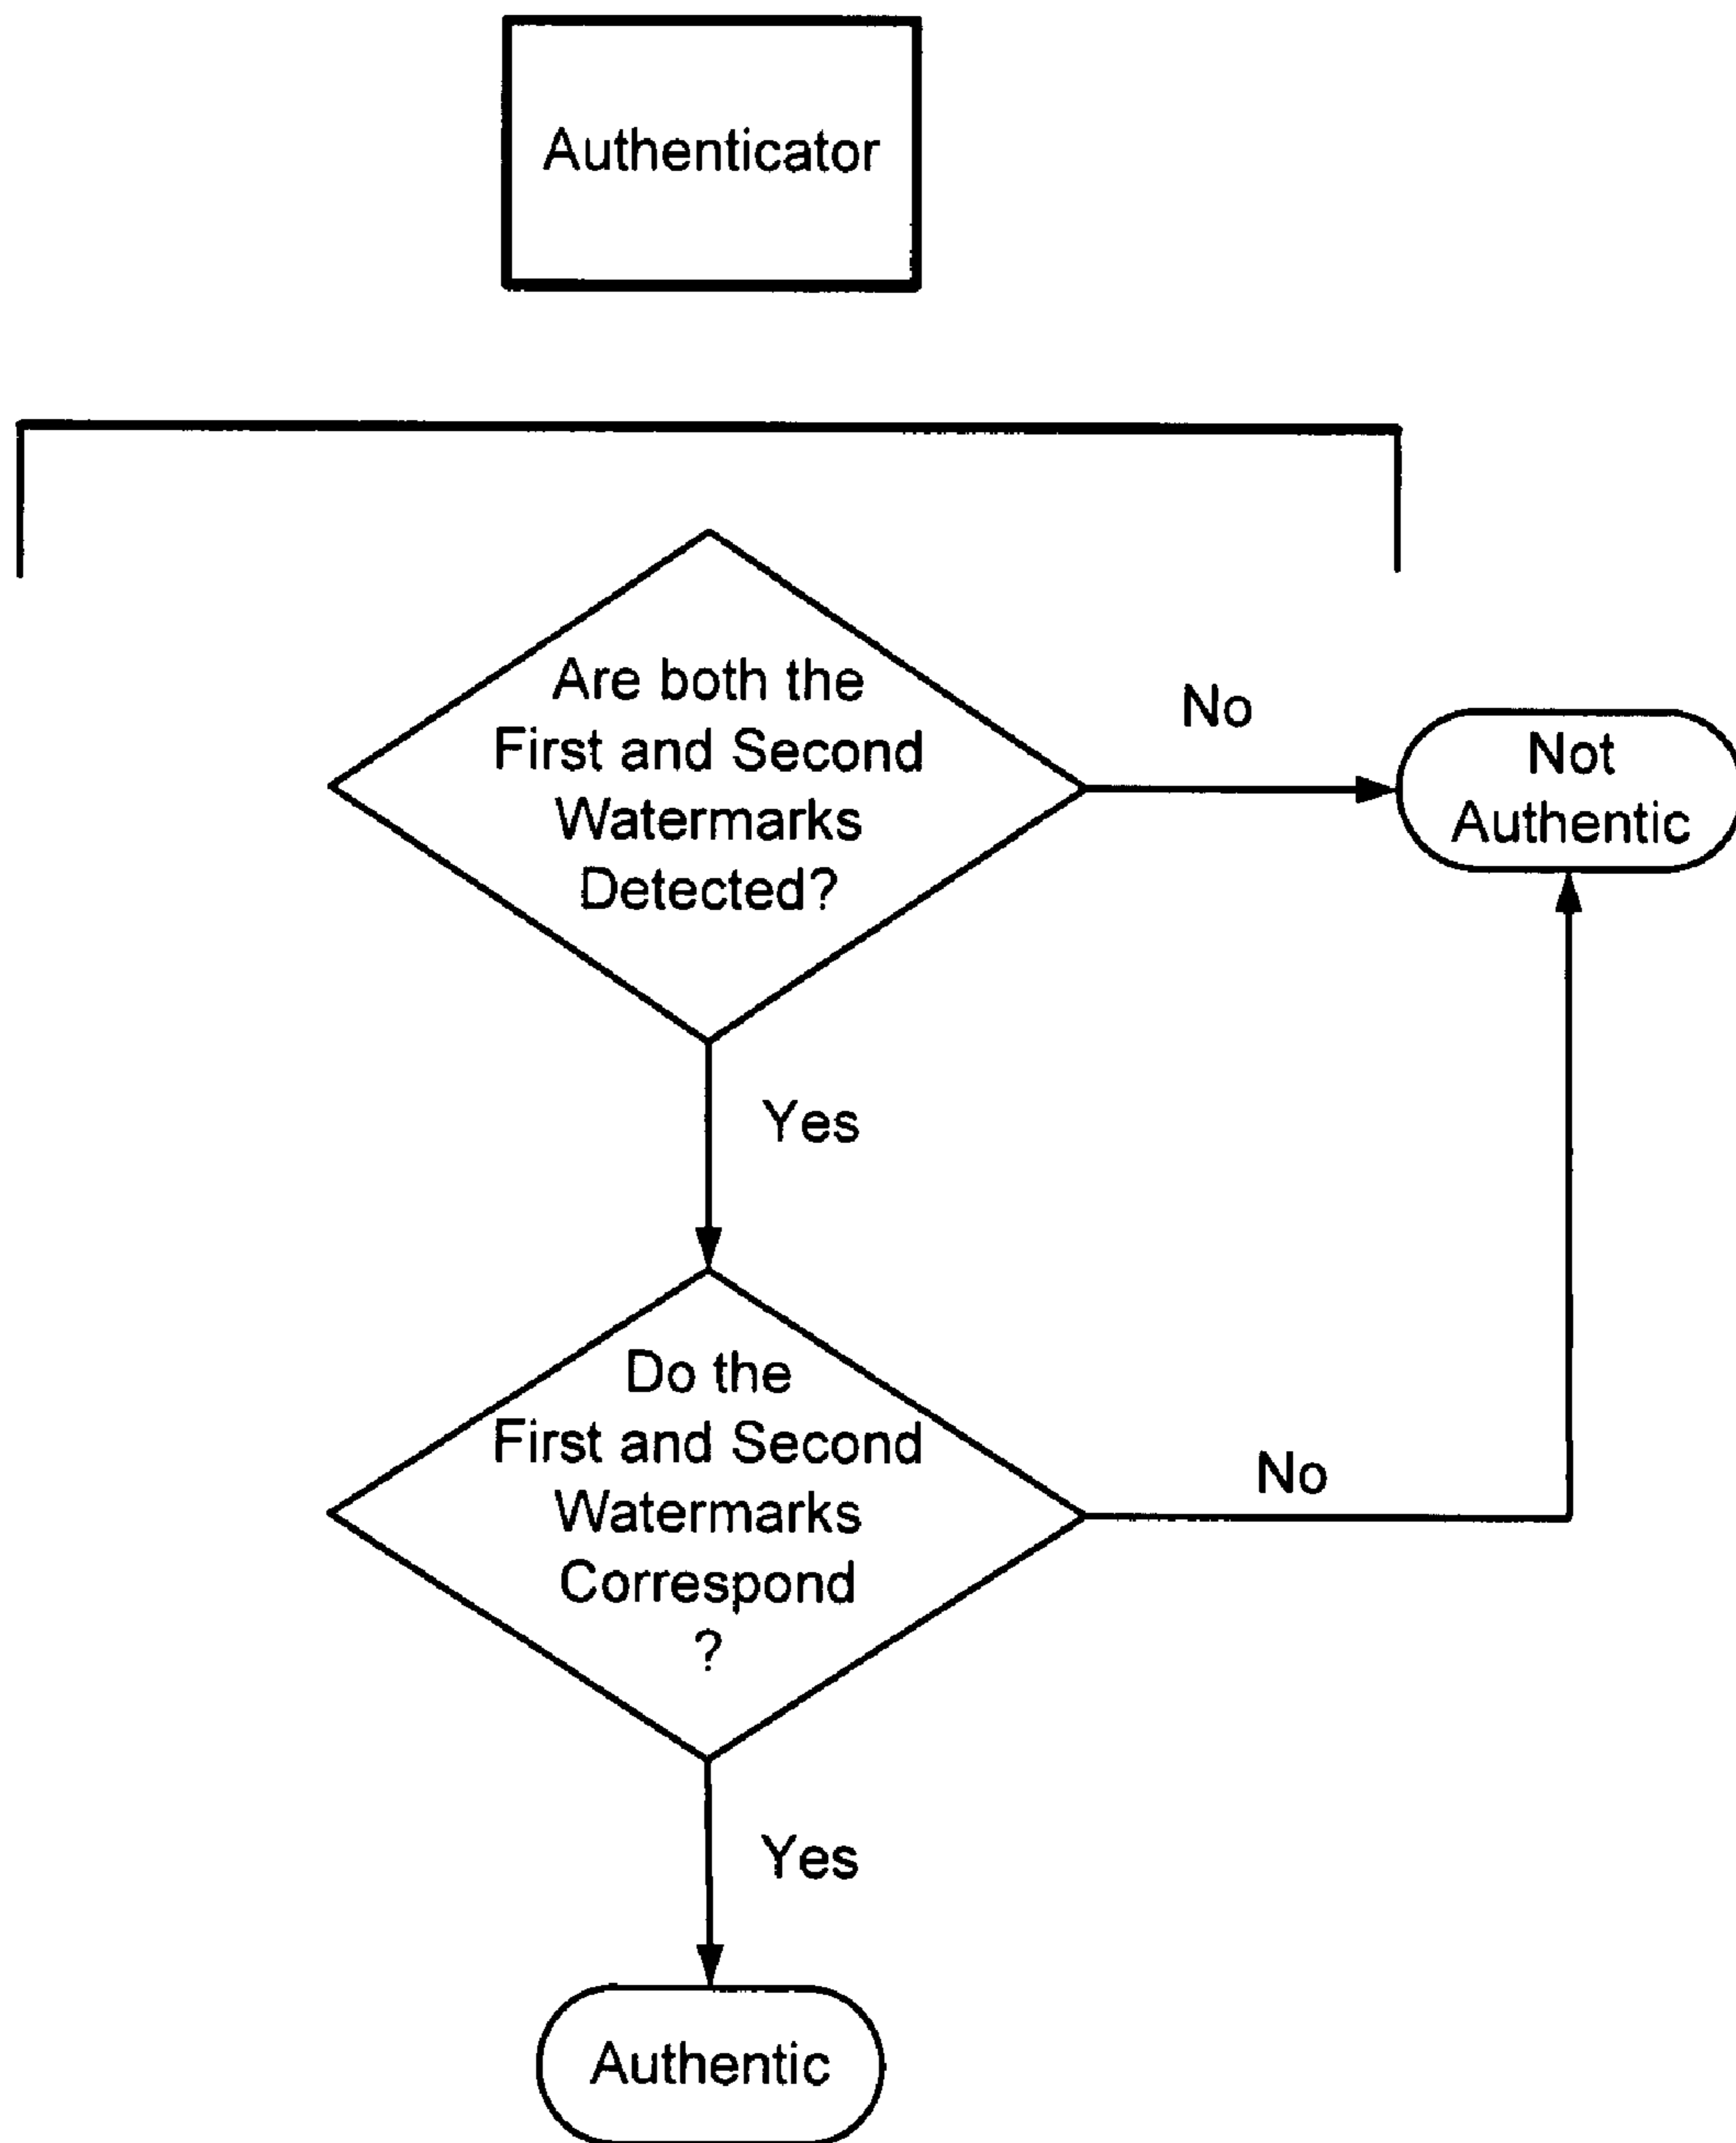 Authenticator
Are both the
First and Second
Watermarks
Detected?
No
Not
Authentic
Yes
Do the
First and Second
Watermarks
Correspond
?
No
Yes
Authentic